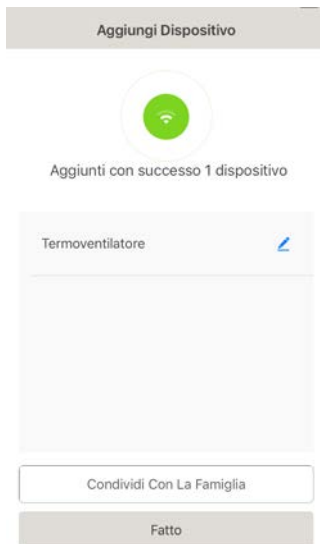 Aggiungi Dispositivo
Aggiunti con successo 1 dispositivo
Termoventilatore
Condividi Con La Famiglia
Fatto